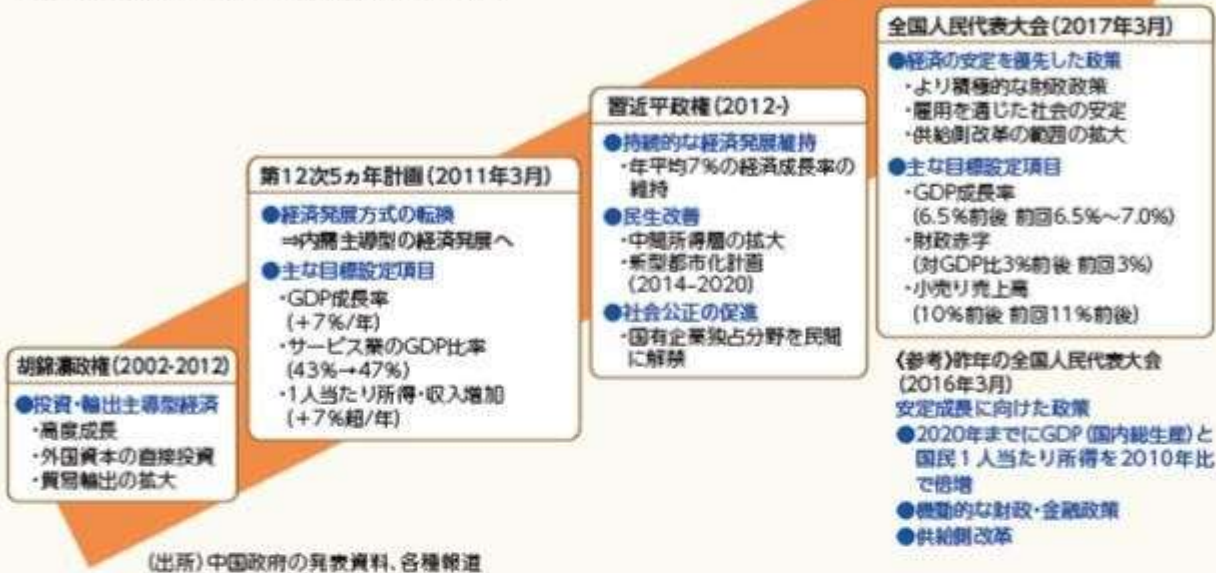 胡錦濤政権(2002-2012)
●投資・輸出主導型経済
・高度成長
・外国資本の直接投資
・貿易輸出の拡大
第12次5ヵ年計画(2011年3月)
●経済発展方式の転換
⇒内需主導型の経済発展へ
●主な目標設定項目
・GDP成長率
(+7%/年)
・サービス業のGDP比率
(43%→47%)
・1人当たり所得・収入増加
(+7%超/年)
習近平政権(2012-)
●持続的な経済発展維持
・年平均7%の経済成長率の
維持
●民生改善
・中間所得層の拡大
・新型都市化計画
(2014-2020)
●社会公正の促進
・国有企業独占分野を民間
に解禁
全国人民代表大会(2017年3月)
●経済の安定を優先した政策
・より積極的な財政政策
・雇用を通じた社会の安定
・供給側改革の範囲の拡大
●主な目標設定項目
・GDP成長率
(6.5%前後 前回6.5%～7.0%)
・財政赤字
(対GDP比3%前後 前回3%)
・小売り売上高
(10%前後 前回11%前後)
《参考》昨年の全国人民代表大会
(2016年3月)
安定成長に向けた政策
●2020年までにGDP(国内総生産)と
国民1人当たり所得を2010年比
で倍増
●機動的な財政・金融政策
●供給側改革
(出所)中国政府の発表資料、各種報道